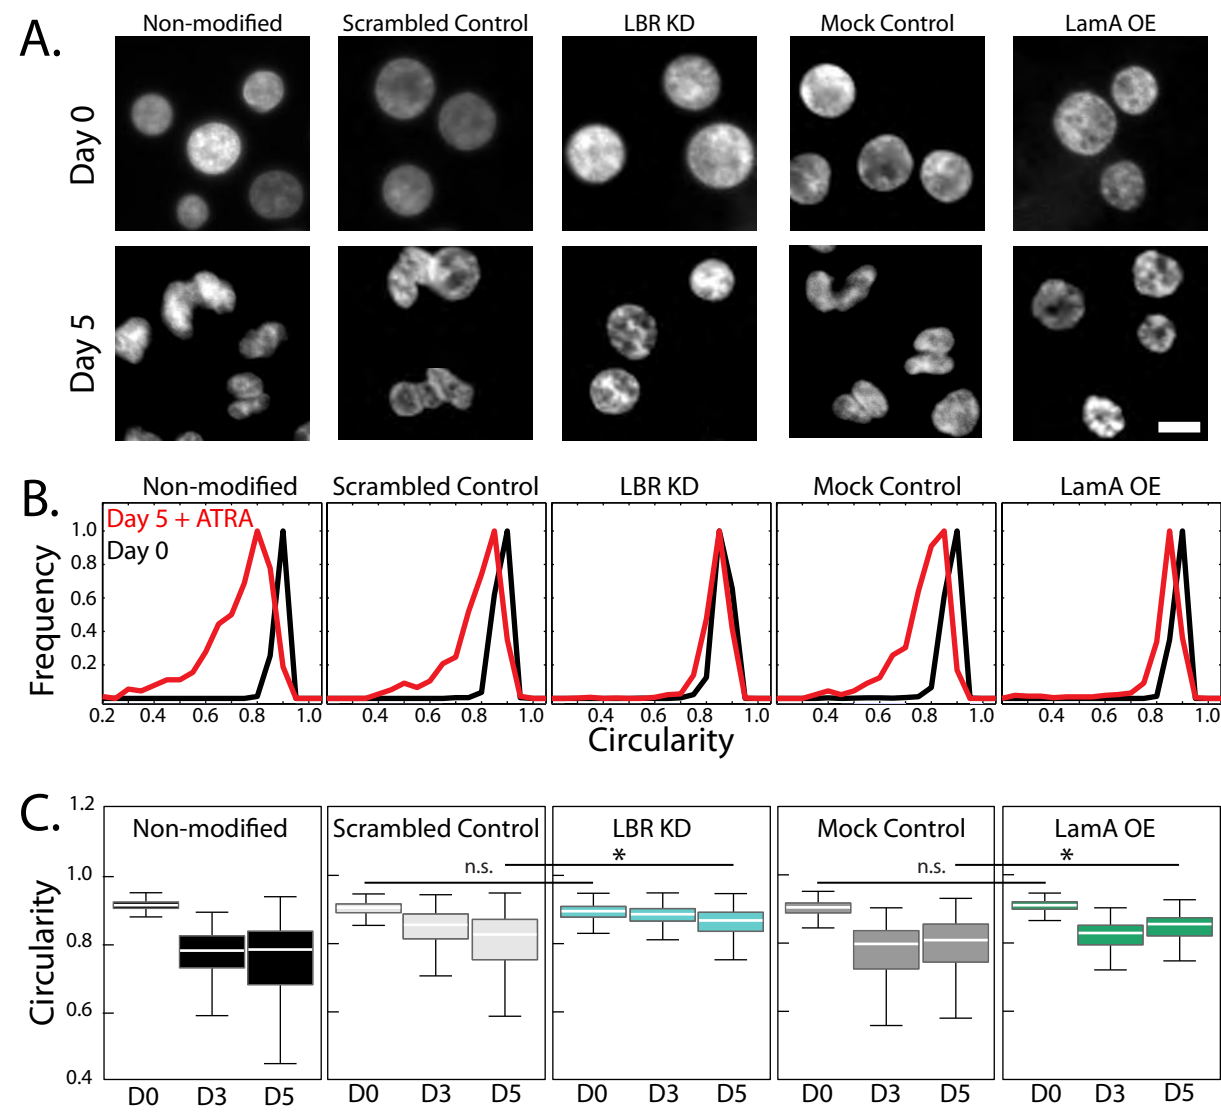 A.
Non-modified Scrambled Control LBR KD Mock Control LamA OE
Day 0
Day 5
B.
Non-modified Scrambled Control LBR KD Mock Control LamA OE
Day 5 + ATRA
Day 0
Frequency
1.0
0.8
0.6
0.4
0.2
0.2 0.4 0.6 0.8 1.0 0.4 0.6 0.8 1.0 0.4 0.6 0.8 1.0 0.4 0.6 0.8 1.0 0.4 0.6 0.8 1.0
Circularity
C.
Non-modified Scrambled Control LBR KD Mock Control LamA OE
n.s. * n.s. *
Circularity
1.2
1.0
0.8
0.6
0.4
D0 D3 D5 D0 D3 D5 D0 D3 D5 D0 D3 D5 D0 D3 D5